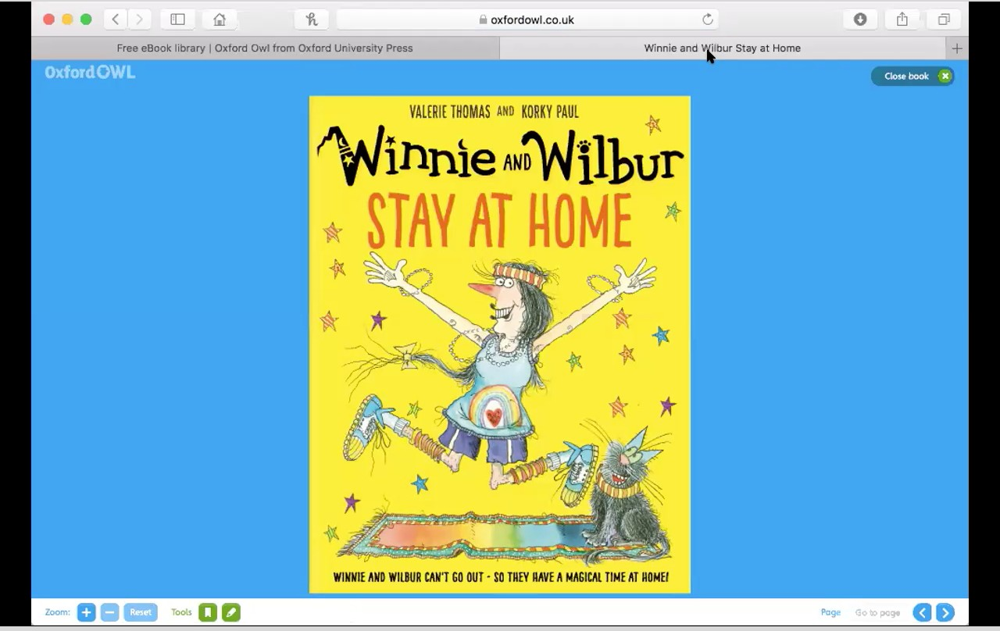 oxfordowl.co.uk
Free eBook library | Oxford Owl from Oxford University Press
Winnie and Wilbur Stay at Home
Oxford OWL
Close book
VALERIE THOMAS AND KORKY PAUL
Winnie AND Wilbur
STAY AT HOME
WINNIE AND WILBUR CAN'T GO OUT - SO THEY HAVE A MAGICAL TIME AT HOME!
Zoom:
Reset
Tools
Page
Go to page